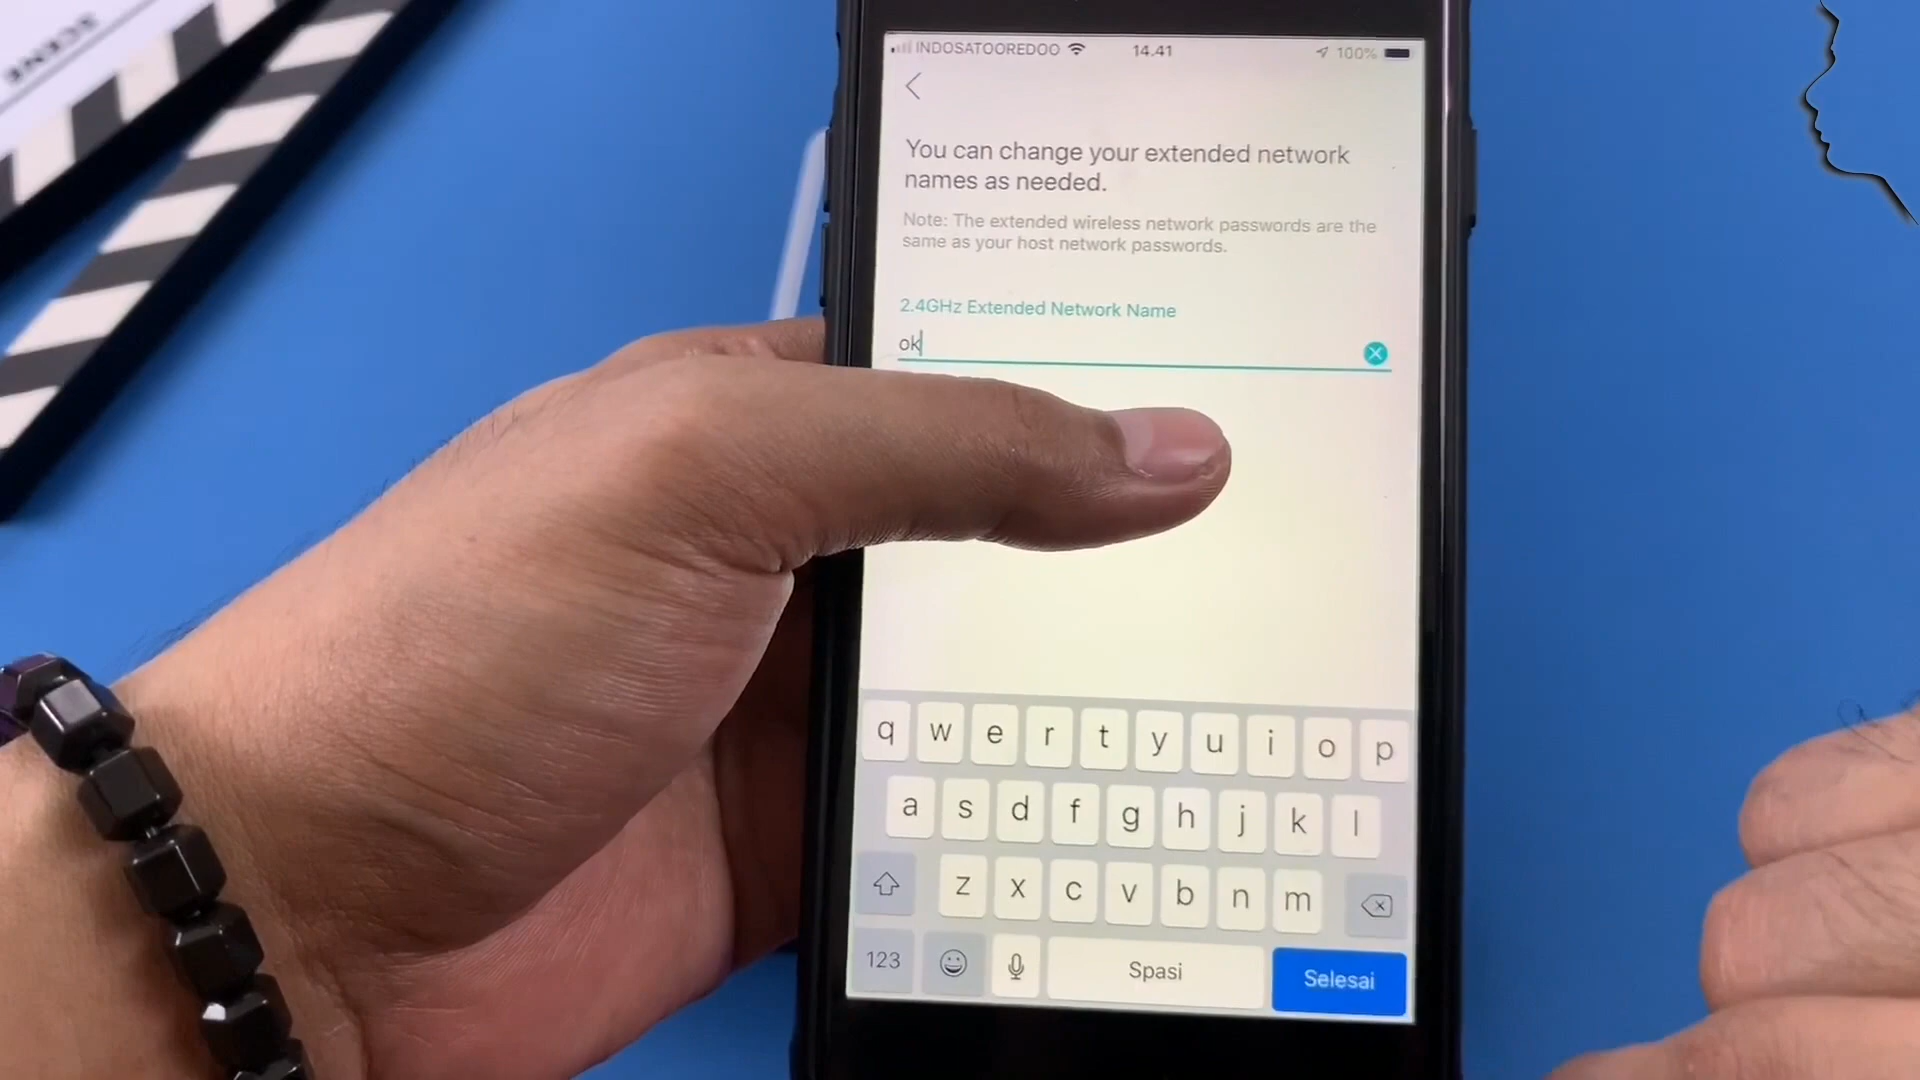 SCENE
INDOSATOOREDOO 14.41 100%
You can change your extended network
names as needed.
Note: The extended wireless network passwords are the
same as your host network passwords.
2.4GHz Extended Network Name
ok
q w e r t y u i o p
a s d f g h j k l
z x c v b n m
123 Spasi Selesai